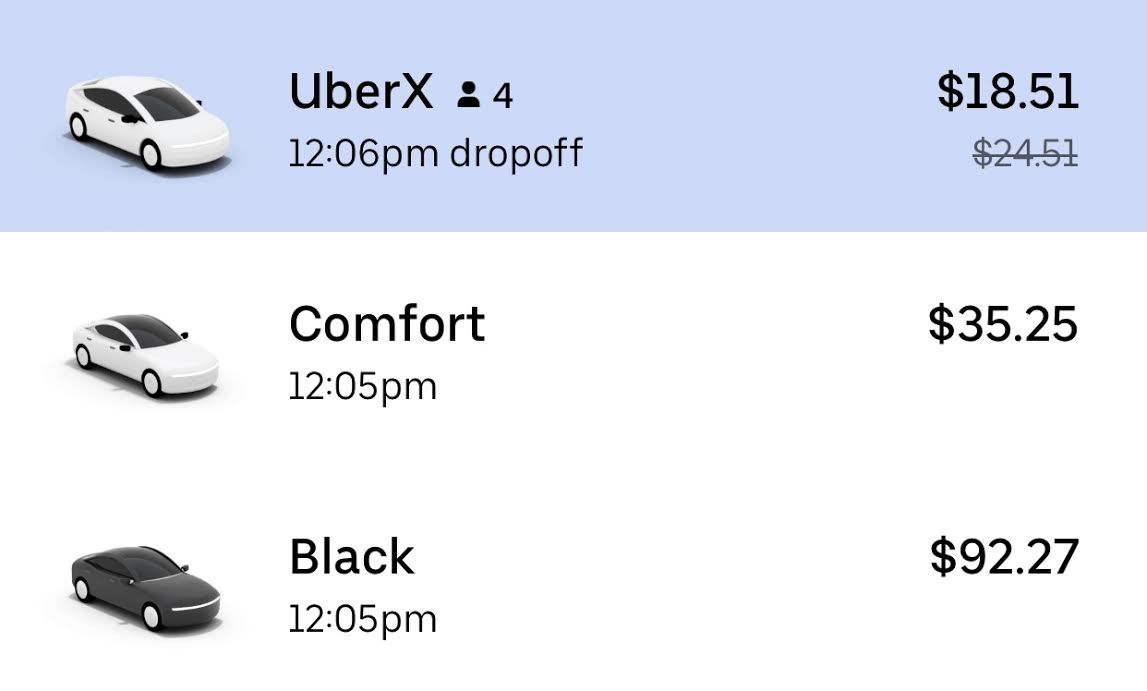 UberX 4 $18.51
12:06pm dropoff $24.51
Comfort $35.25
12:05pm
Black $92.27
12:05pm